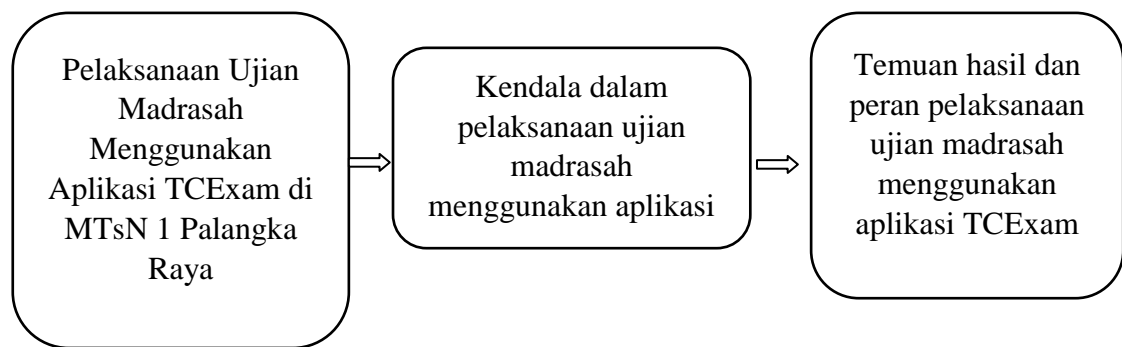 Pelaksanaan Ujian
Madrasah
Menggunakan
Aplikasi TCExam di
MTsN 1 Palangka
Raya
Kendala dalam
pelaksanaan ujian
madrasah
menggunakan aplikasi
Temuan hasil dan
peran pelaksanaan
ujian madrasah
menggunakan
aplikasi TCExam